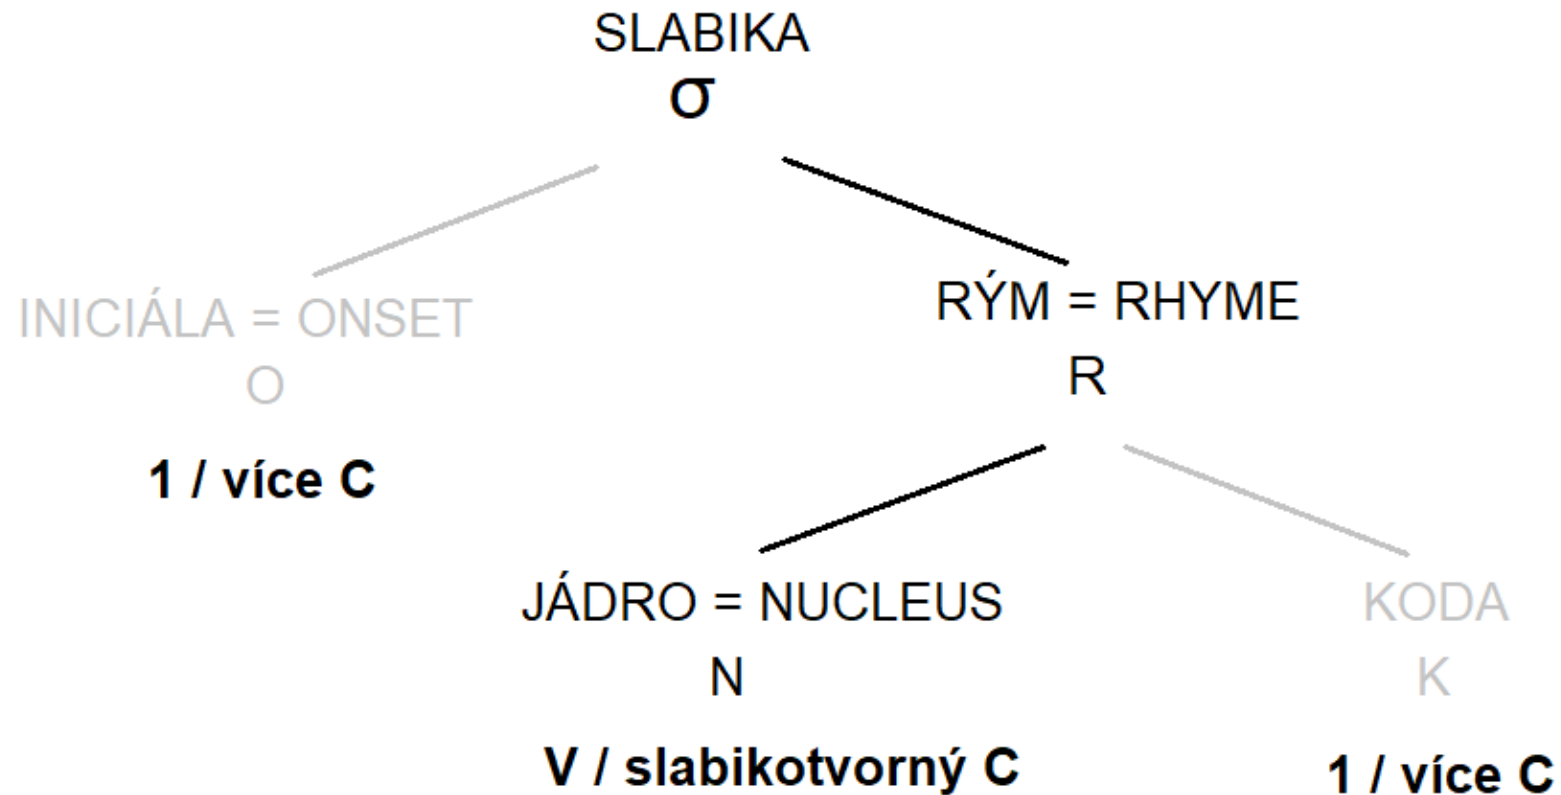 SLABIKA
σ
INICIÁLA = ONSET
O
1 / více C
RÝM = RHYME
R
JÁDRO = NUCLEUS
N
V / slabikotvorný C
KODA
K
1 / více C